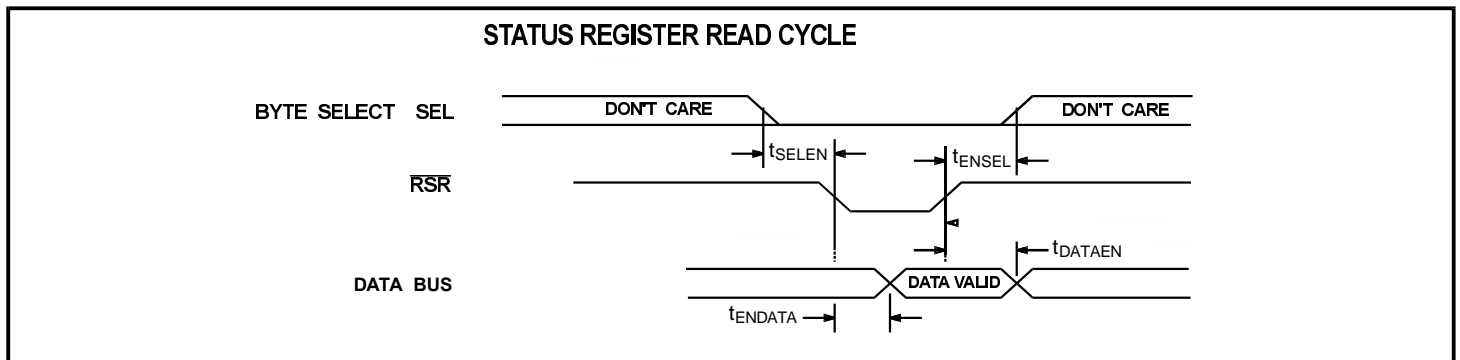 STATUS REGISTER READ CYCLE
BYTE SELECT SEL
DON'T CARE
DON'T CARE
tSELEN
tENSEL
RSR
tDATAEN
DATA BUS
DATA VALID
tENDATA